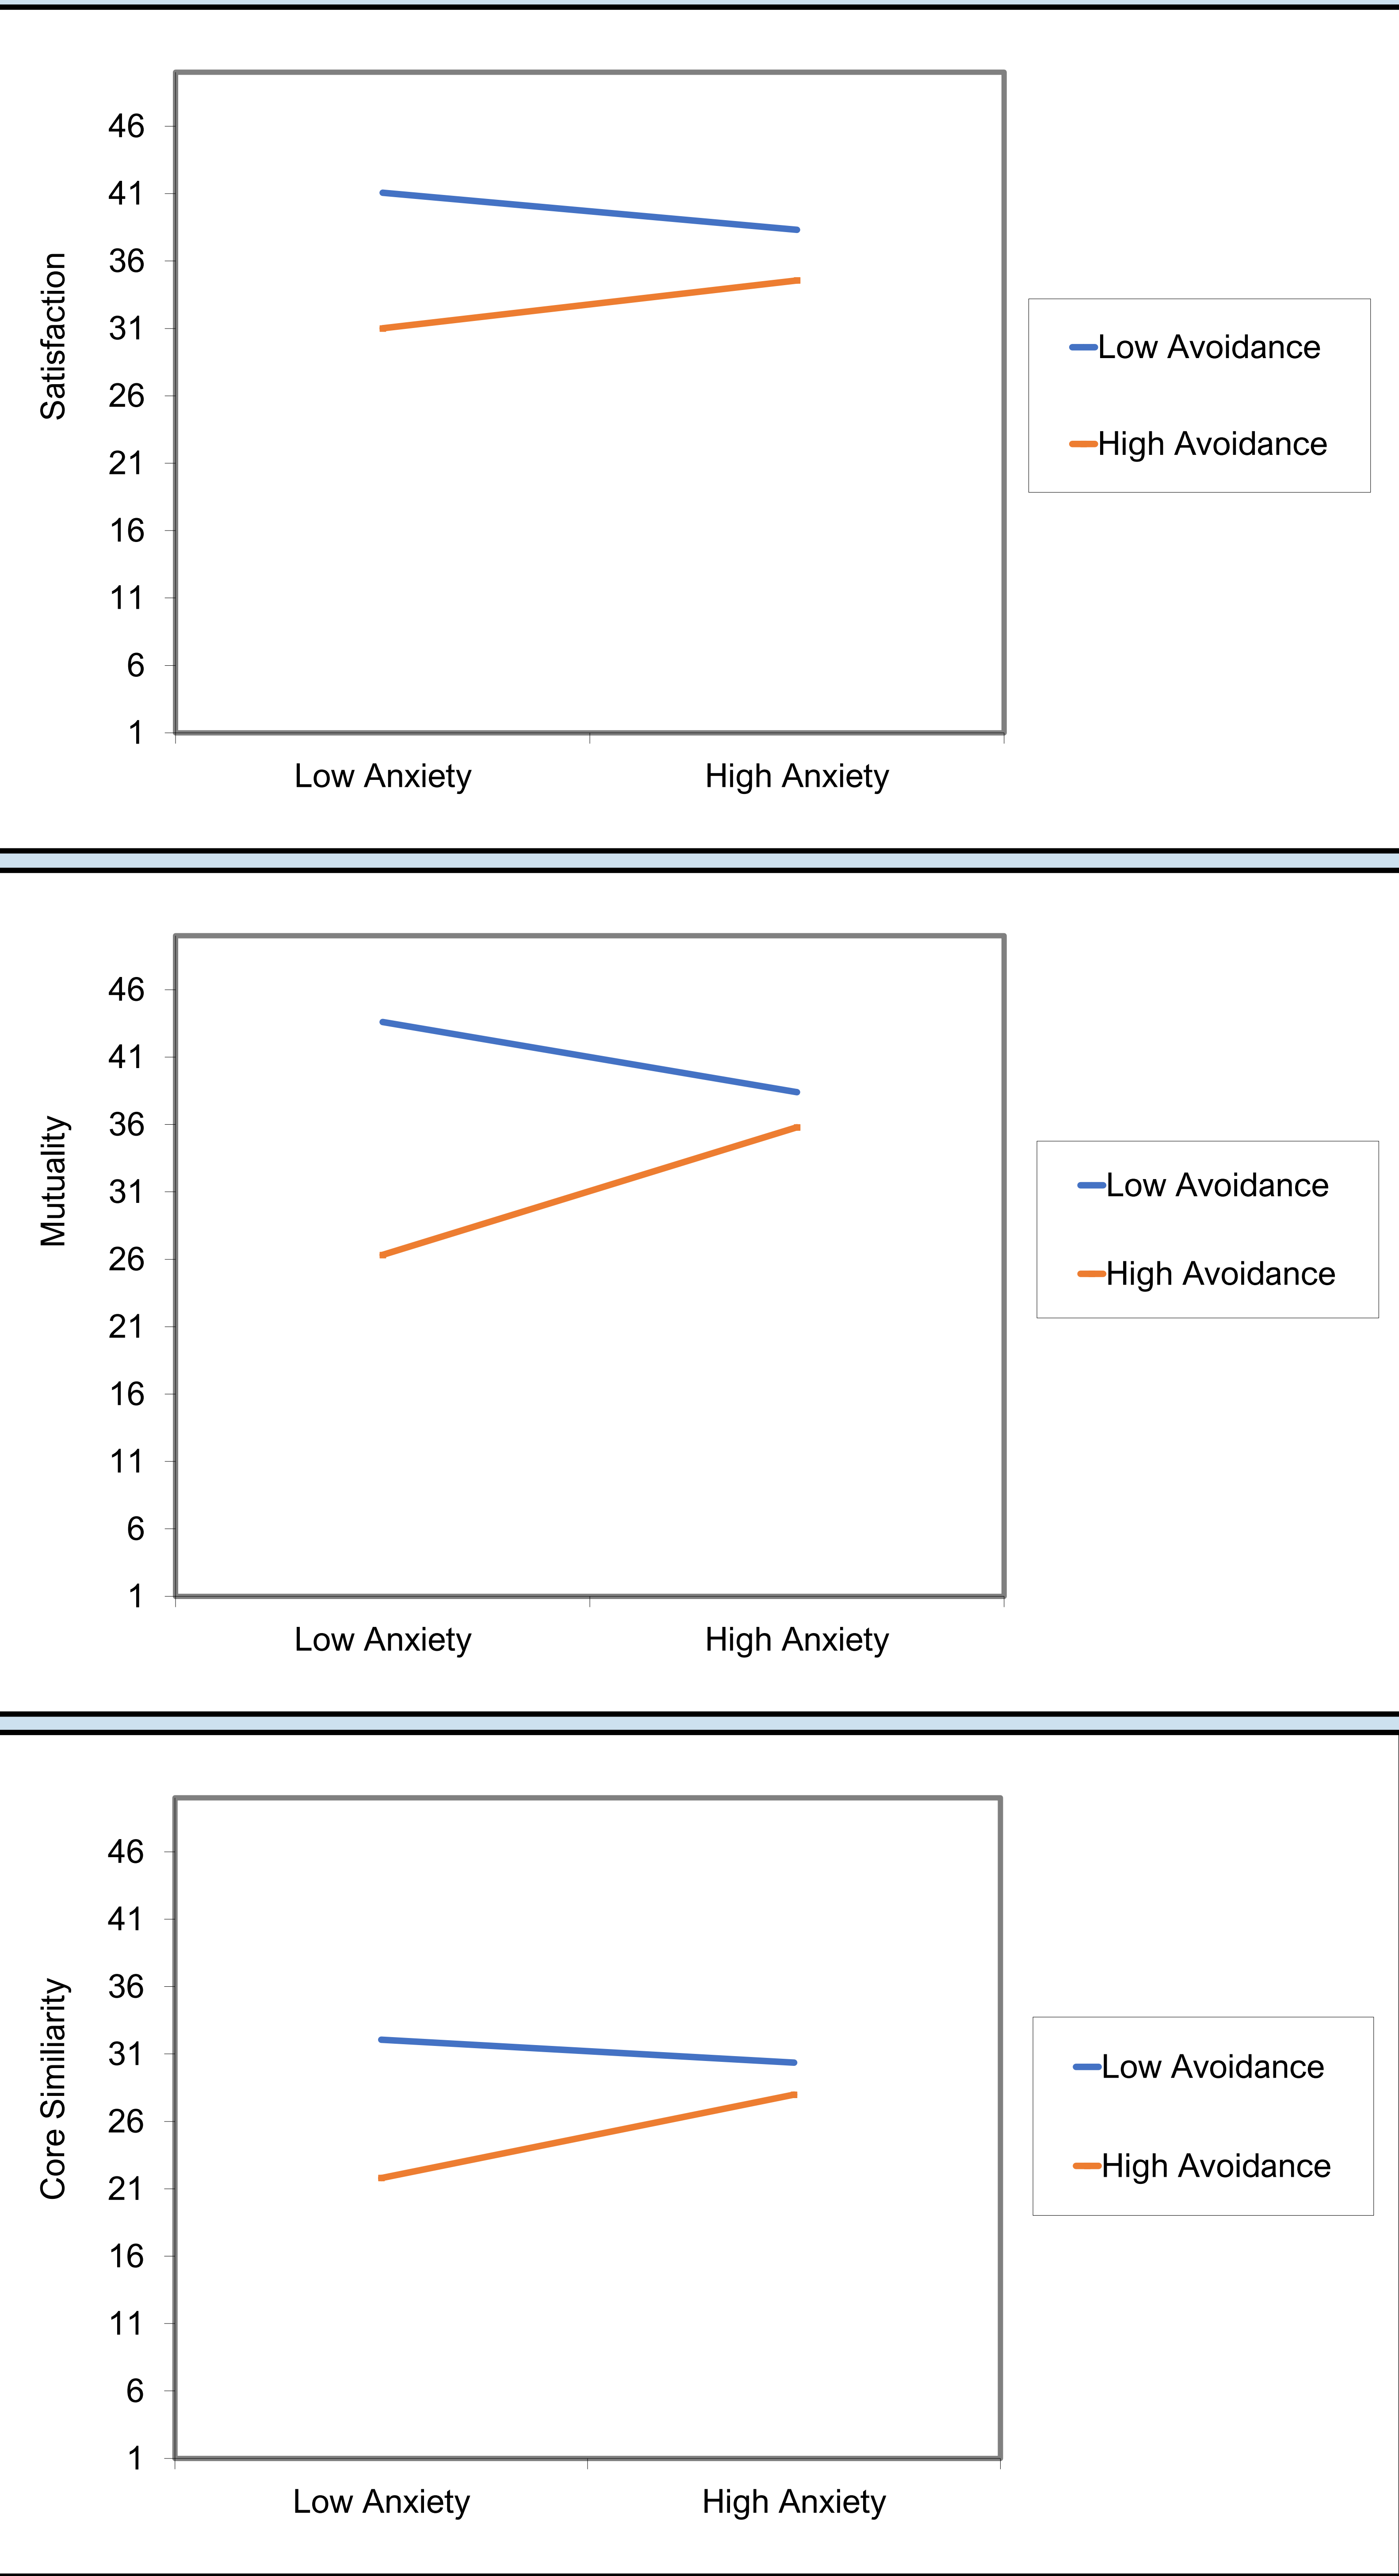 46
41
36
31
26
21
16
11
6
1
Satisfaction
Low Anxiety
High Anxiety
Low Avoidance
High Avoidance
46
41
36
31
26
21
16
11
6
1
Mutuality
Low Anxiety
High Anxiety
Low Avoidance
High Avoidance
46
41
36
31
26
21
16
11
6
1
Core Similiarity
Low Anxiety
High Anxiety
Low Avoidance
High Avoidance